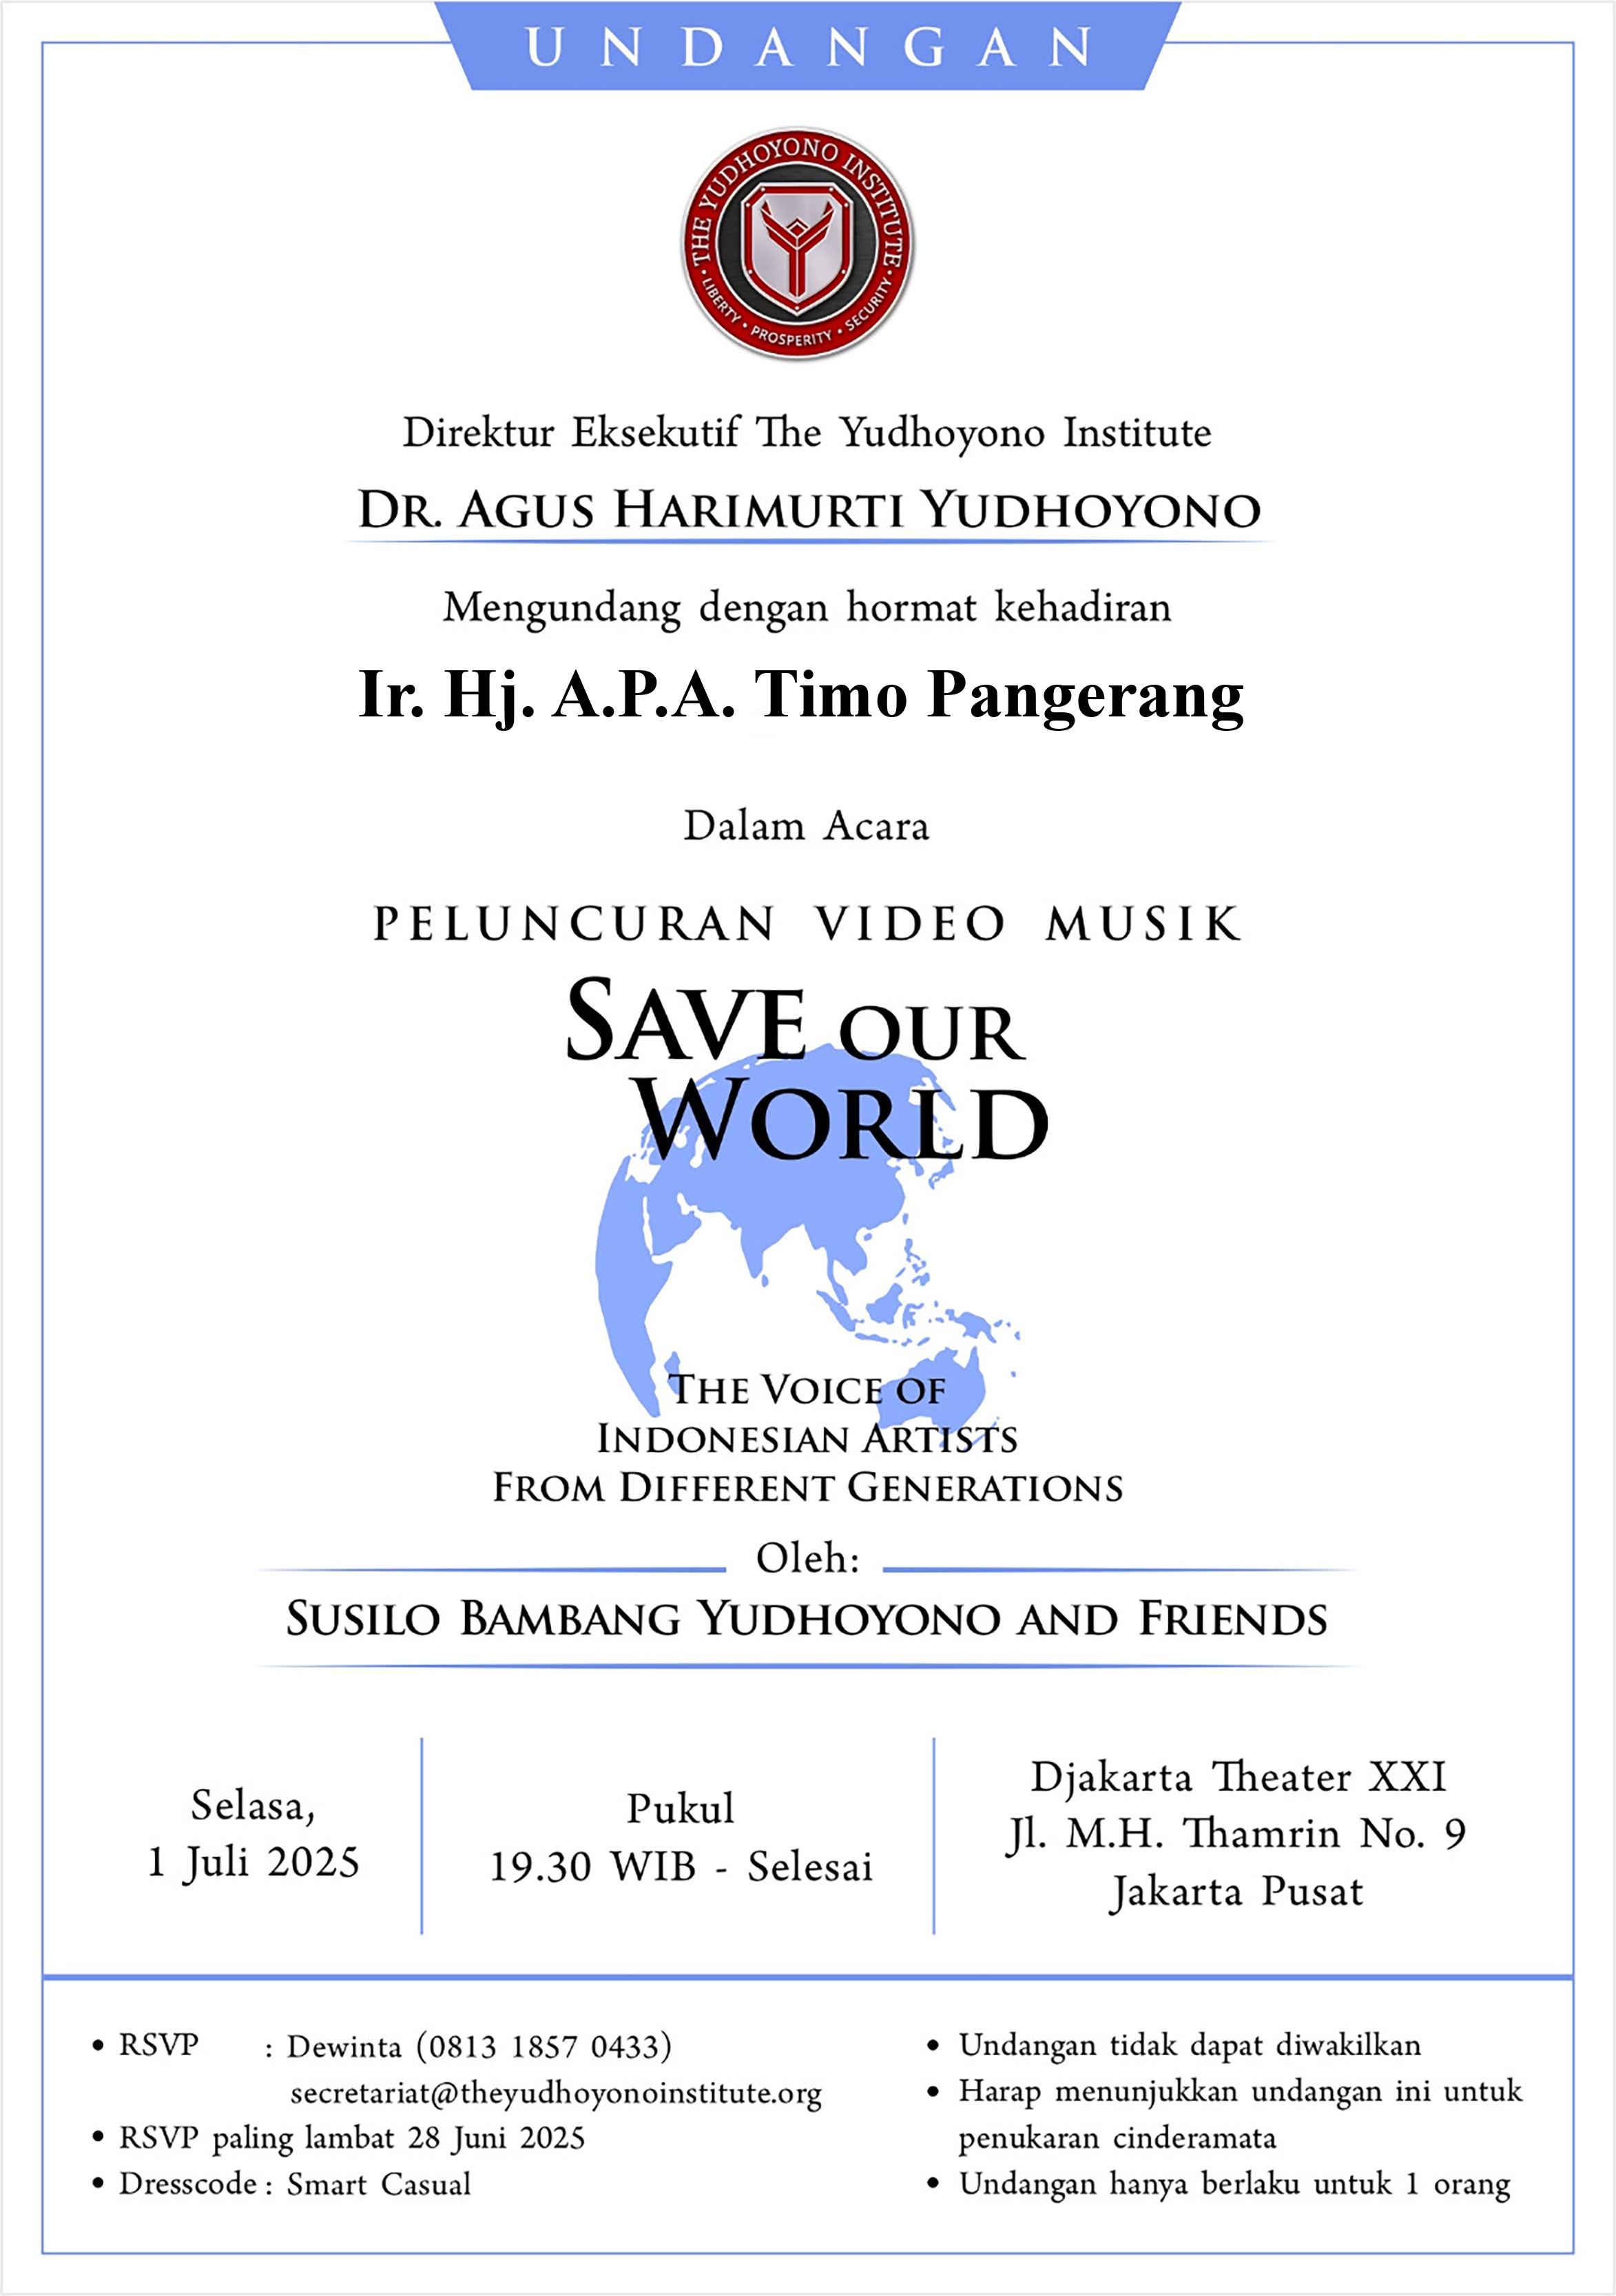 UNDANGAN
THE YUDHOYONO INSTITUTE
LIBERTY • PROSPERITY • SECURITY
Direktur Eksekutif The Yudhoyono Institute
DR. AGUS HARIMURTI YUDHOYONO
Mengundang dengan hormat kehadiran
Ir. Hj. A.P.A. Timo Pangerang
Dalam Acara
PELUNCURAN VIDEO MUSIK
SAVE OUR
WORLD
THE VOICE OF
INDONESIAN ARTISTS
FROM DIFFERENT GENERATIONS
Oleh:
SUSILO BAMBANG YUDHOYONO AND FRIENDS
Selasa,
1 Juli 2025
Pukul
19.30 WIB - Selesai
Djakarta Theater XXI
Jl. M.H. Thamrin No. 9
Jakarta Pusat
• RSVP : Dewinta (0813 1857 0433)
secretariat@theyudhoyonoinstitute.org
• RSVP paling lambat 28 Juni 2025
• Dresscode : Smart Casual
• Undangan tidak dapat diwakilkan
• Harap menunjukkan undangan ini untuk
penukaran cinderamata
• Undangan hanya berlaku untuk 1 orang